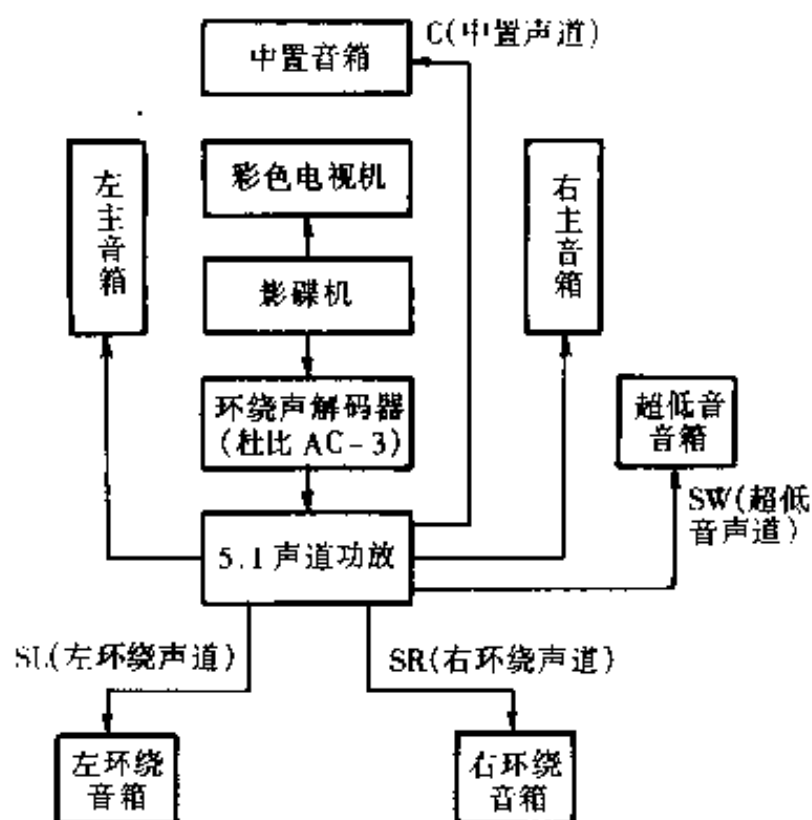 C(中置声道)
中置音箱
左主音箱
彩色电视机
右主音箱
影碟机
环绕声解码器
(杜比 AC-3)
超低音
音箱
SW(超低
音声道)
5.1声道功放
SL(左环绕声道)
SR(右环绕声道)
左环绕
音箱
右环绕
音箱